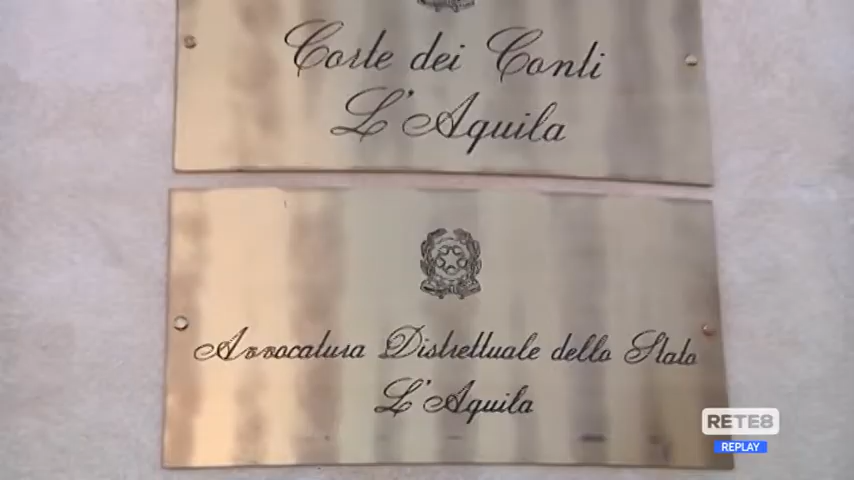 Corte dei Conti
L'Aquila
Avvocatura Distrettuale dello Stato
L'Aquila
RETE8
REPLAY